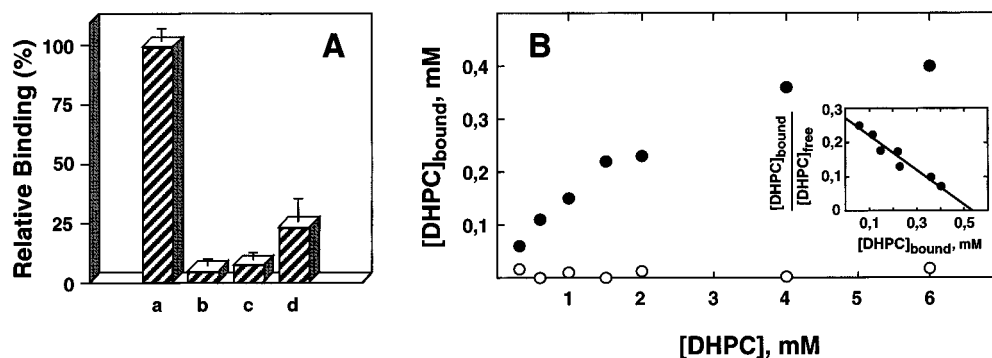 A
Relative Binding (%)
100
75
50
25
0
a b c d
B
[DHPC]bound, mM
0,4
0,3
0,2
0,1
1 2 3 4 5 6
[DHPC], mM
[DHPC]bound
[DHPC]free
0,3
0,2
0,1
0
0,1 0,3 0,5
[DHPC]bound, mM